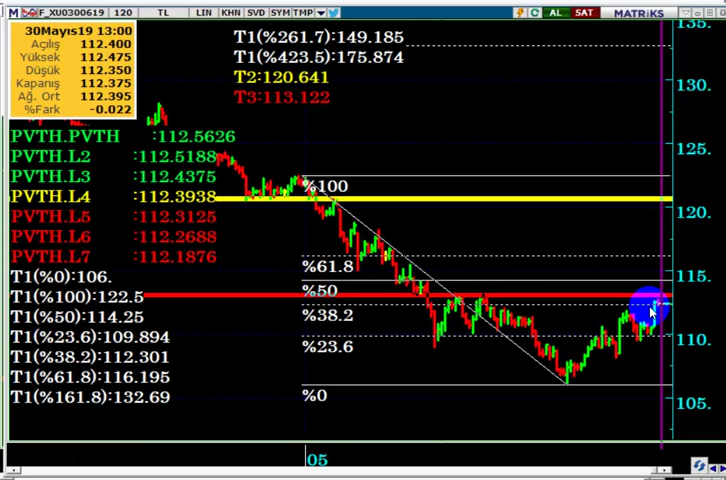 M F_XU0300619 120 TL LIN KHN SVD SYM TMP AL SAT MATRİKS
30Mayıs19 13:00
Açılış 112.400
Yüksek 112.475
Düşük 112.350
Kapanış 112.375
Ağ. Ort 112.395
%Fark -0.022
T1(%261.7):149.185
T1(%423.5):175.874
T2:120.641
T3:113.122
PVTH.PVTH :112.5626
PVTH.L2 :112.5188
PVTH.L3 :112.4375
PVTH.L4 :112.3938
PVTH.L5 :112.3125
PVTH.L6 :112.2688
PVTH.L7 :112.1876
T1(%0):106.
T1(%100):122.5
T1(%50):114.25
T1(%23.6):109.894
T1(%38.2):112.301
T1(%61.8):116.195
T1(%161.8):132.69
%100
%61.8
%50
%38.2
%23.6
%0
135.
130.
125.
120.
115.
110.
105.
05